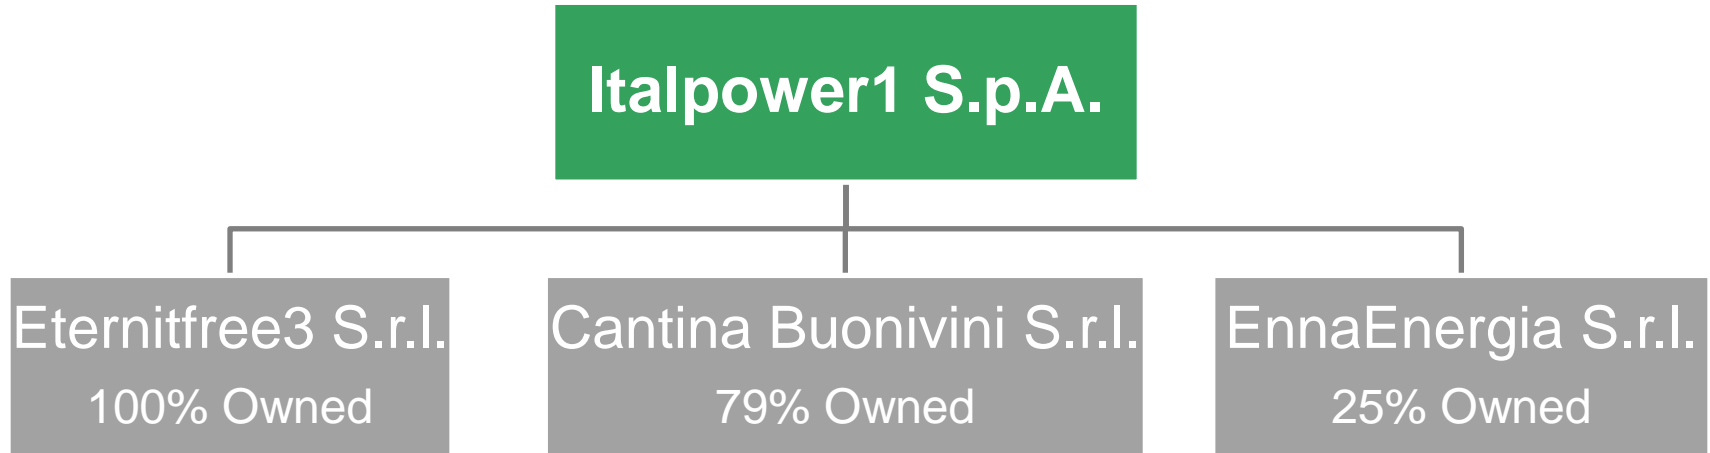 Italpower1 S.p.A.
Eternitfree3 S.r.l.
100% Owned
Cantina Buonivini S.r.l.
79% Owned
EnnaEnergia S.r.l.
25% Owned